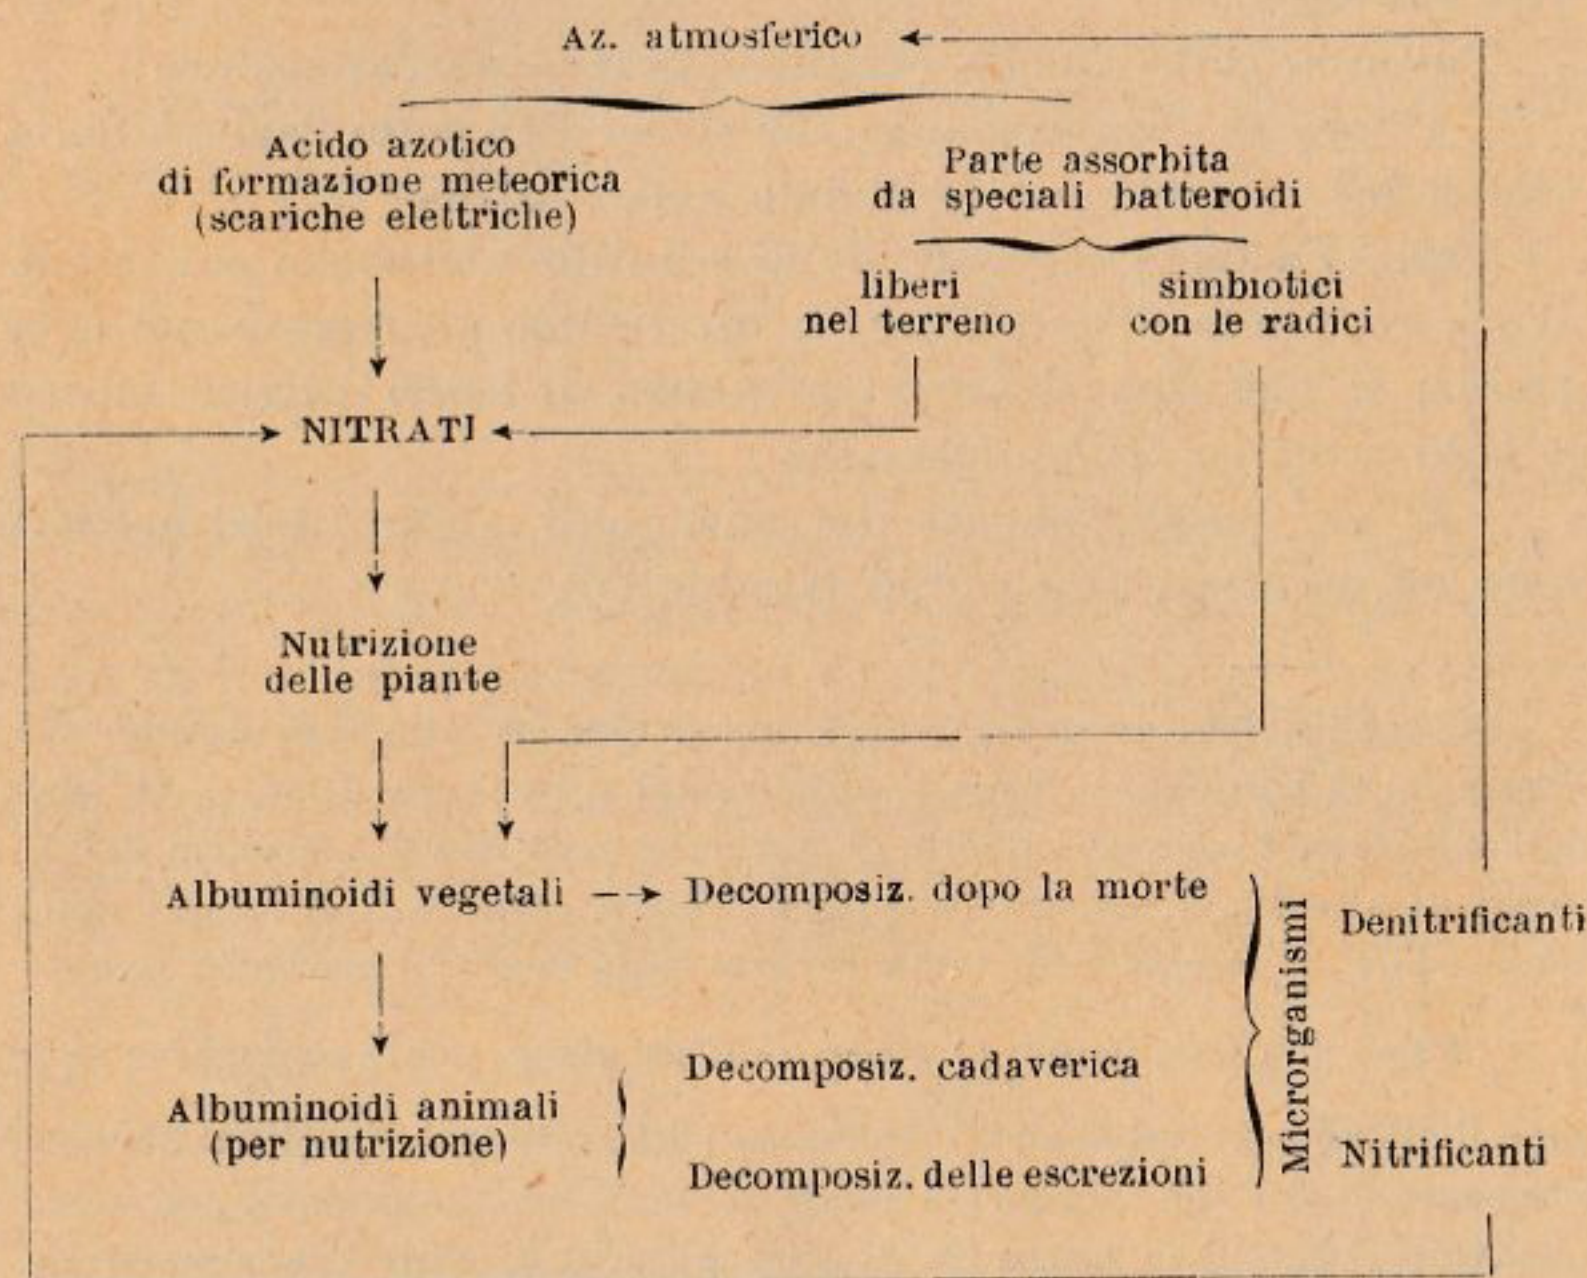 Az. atmosferico
Acido azotico
di formazione meteorica
(scariche elettriche)
Parte assorbita
da speciali batteroidi
liberi
nel terreno
simbiotici
con le radici
NITRATI
Nutrizione
delle piante
Albuminoidi vegetali
Decomposiz. dopo la morte
Albuminoidi animali
(per nutrizione)
Decomposiz. cadaverica
Decomposiz. delle escrezioni
Microrganismi
Denitrificanti
Nitrificanti